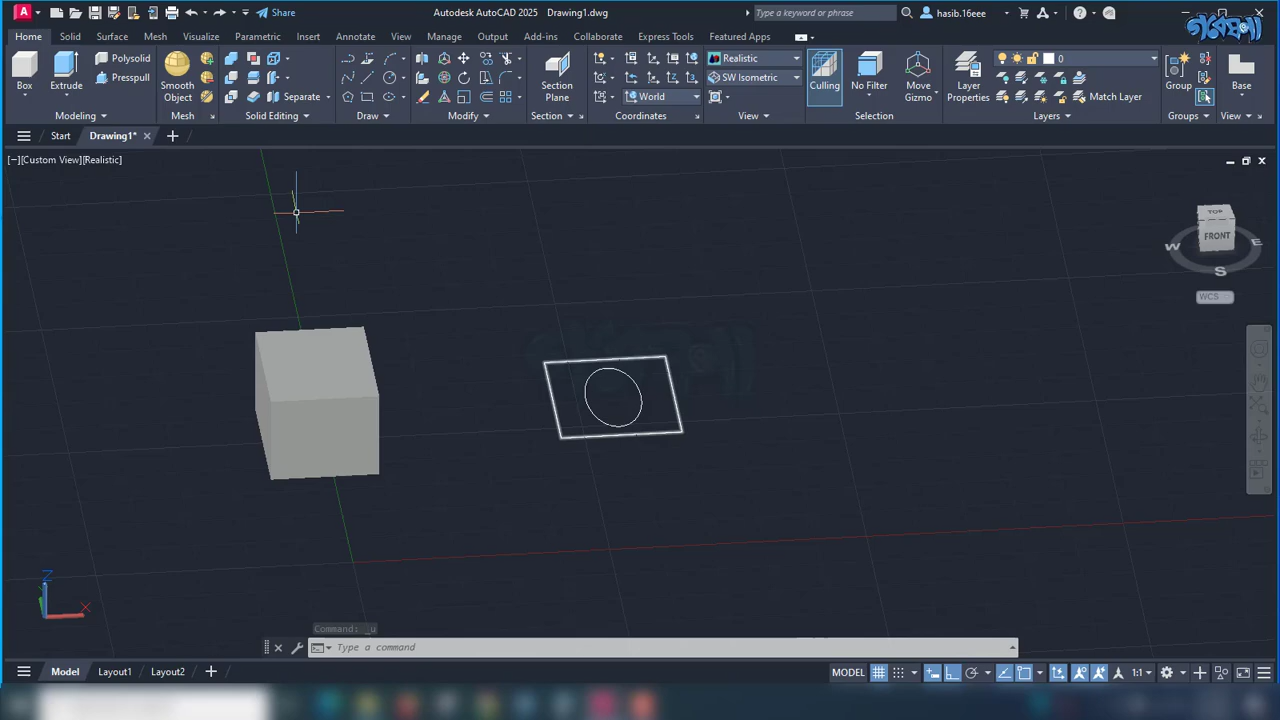 A Share Autodesk AutoCAD 2025 Drawing1.dwg Type a keyword or phrase hasib.16eee গবেষণা
Home Solid Surface Mesh Visualize Parametric Insert Annotate View Manage Output Add-ins Collaborate Express Tools Featured Apps
Polysolid Realistic 0
Presspull SW Isometric
Box Extrude Smooth Object Separate Section Plane World Culling No Filter Move Gizmo Layer Properties Match Layer Group Base
Modeling Mesh Solid Editing Draw Modify Section Coordinates View Selection Layers Groups View
Start Drawing1*
[−][Custom View][Realistic]
TOP
FRONT
W E
S
WCS
Z
X
Command: _u
Type a command
Model Layout1 Layout2 MODEL 1:1